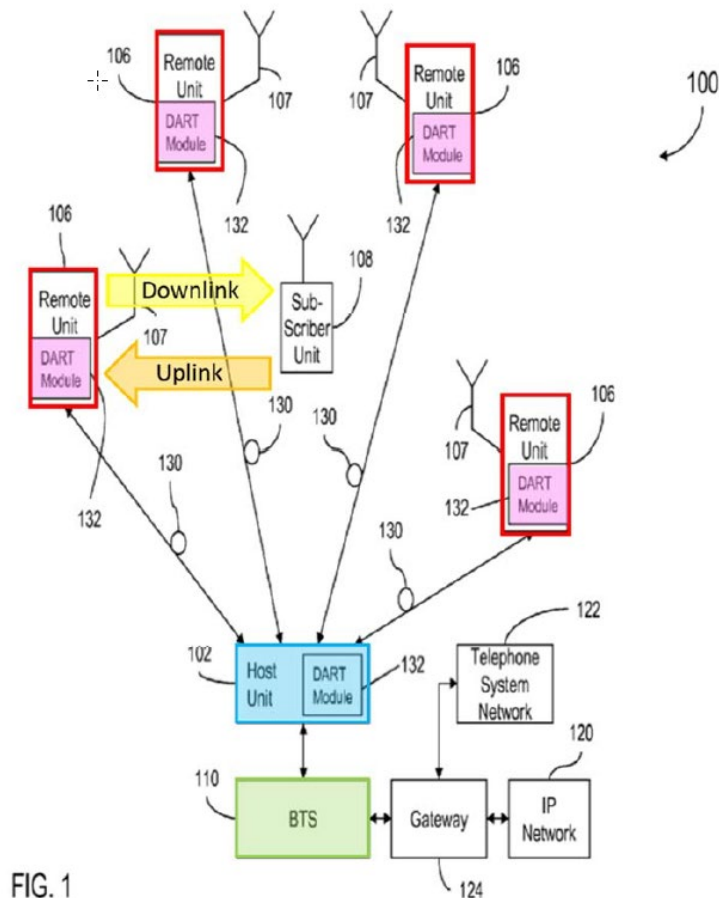 106
Remote
Unit
DART
Module
107
132
Remote
Unit
DART
Module
107
106
132
100
106
Remote
Unit
DART
Module
107
132
Downlink
Uplink
108
Sub-
Scriber
Unit
130
130
130
130
107
Remote
Unit
DART
Module
106
132
102
Host
Unit
DART
Module
132
122
Telephone
System
Network
110
BTS
Gateway
124
120
IP
Network
FIG. 1